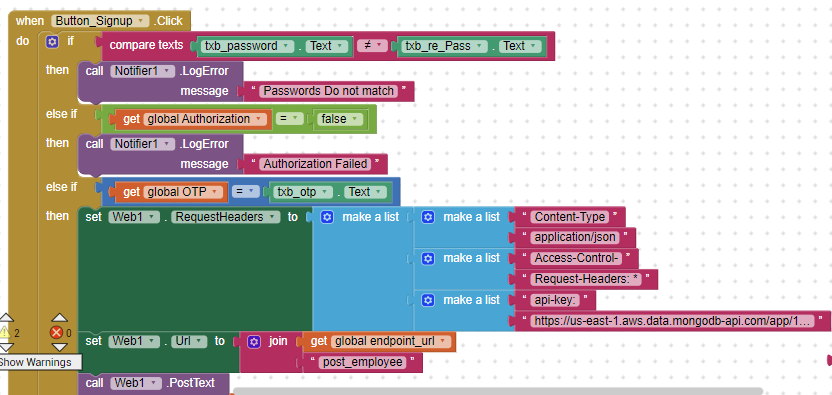 when Button_Signup .Click
do if compare texts txb_password . Text ≠ txb_re_Pass . Text
then call Notifier1 .LogError
message " Passwords Do not match "
else if get global Authorization = false
then call Notifier1 .LogError
message " Authorization Failed "
else if get global OTP = txb_otp . Text
then set Web1 . RequestHeaders to make a list make a list " Content-Type "
" application/json "
make a list " Access-Control- "
" Request-Headers: * "
make a list " api-key: "
" https://us-east-1.aws.data.mongodb-api.com/app/1... "
2 0
set Web1 . Url to join get global endpoint_url
" post_employee "
Show Warnings
call Web1 .PostText